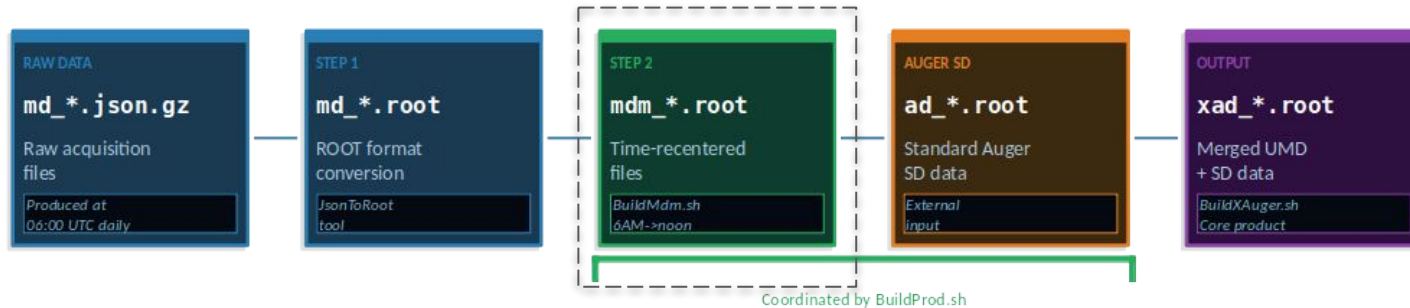 RAW DATA
md_*.json.gz
Raw acquisition
files
Produced at
06:00 UTC daily
STEP 1
md_*.root
ROOT format
conversion
JsonToRoot
tool
STEP 2
mdm_*.root
Time-recentered
files
BuildMdm.sh
6AM->noon
AUGER SD
ad_*.root
Standard Auger
SD data
External
input
OUTPUT
xad_*.root
Merged UMD
+ SD data
BuildXAuger.sh
Core product
Coordinated by BuildProd.sh